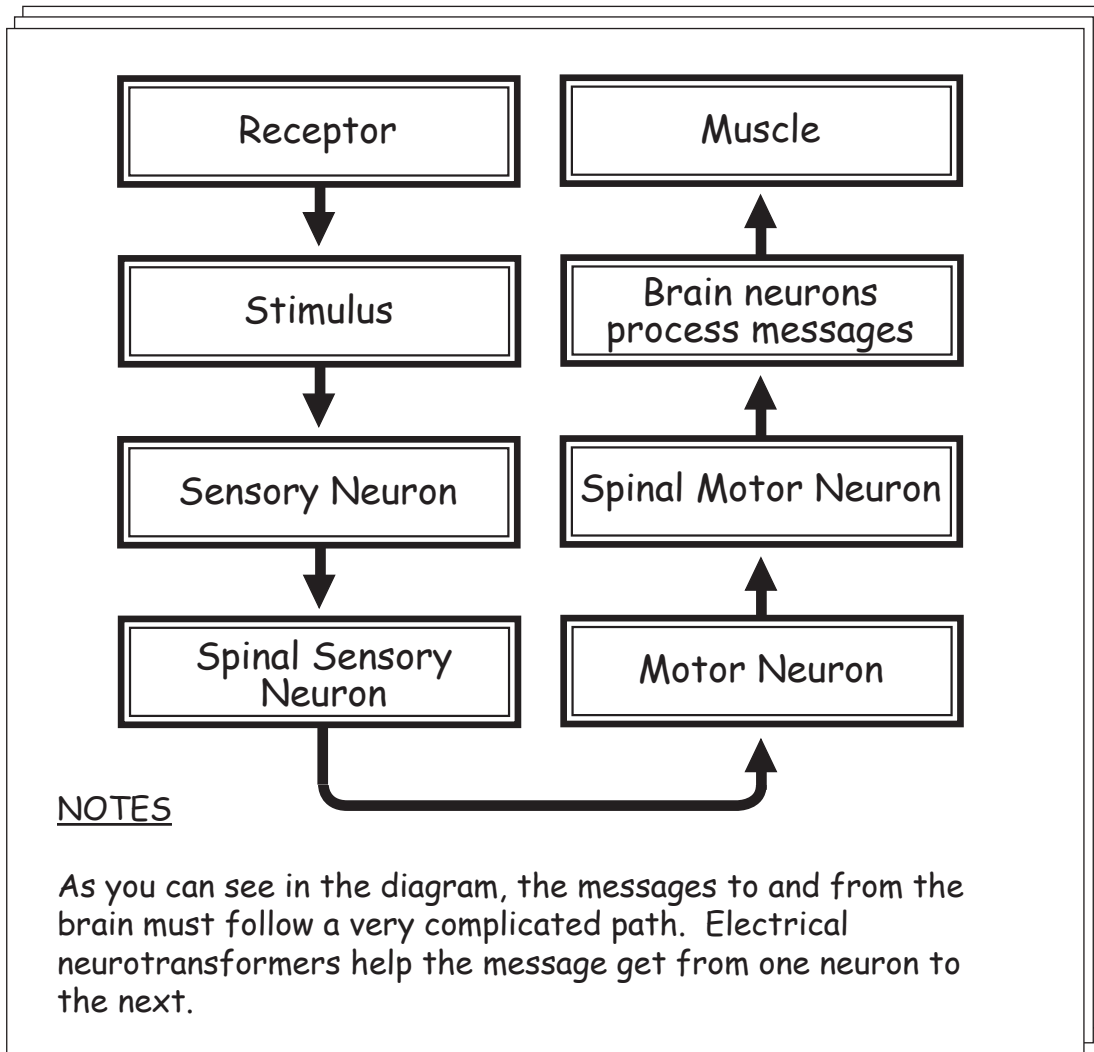 Receptor
Stimulus
Sensory Neuron
Spinal Sensory
Neuron
Motor Neuron
Spinal Motor Neuron
Brain neurons
process messages
Muscle
NOTES
As you can see in the diagram, the messages to and from the
brain must follow a very complicated path. Electrical
neurotransformers help the message get from one neuron to
the next.